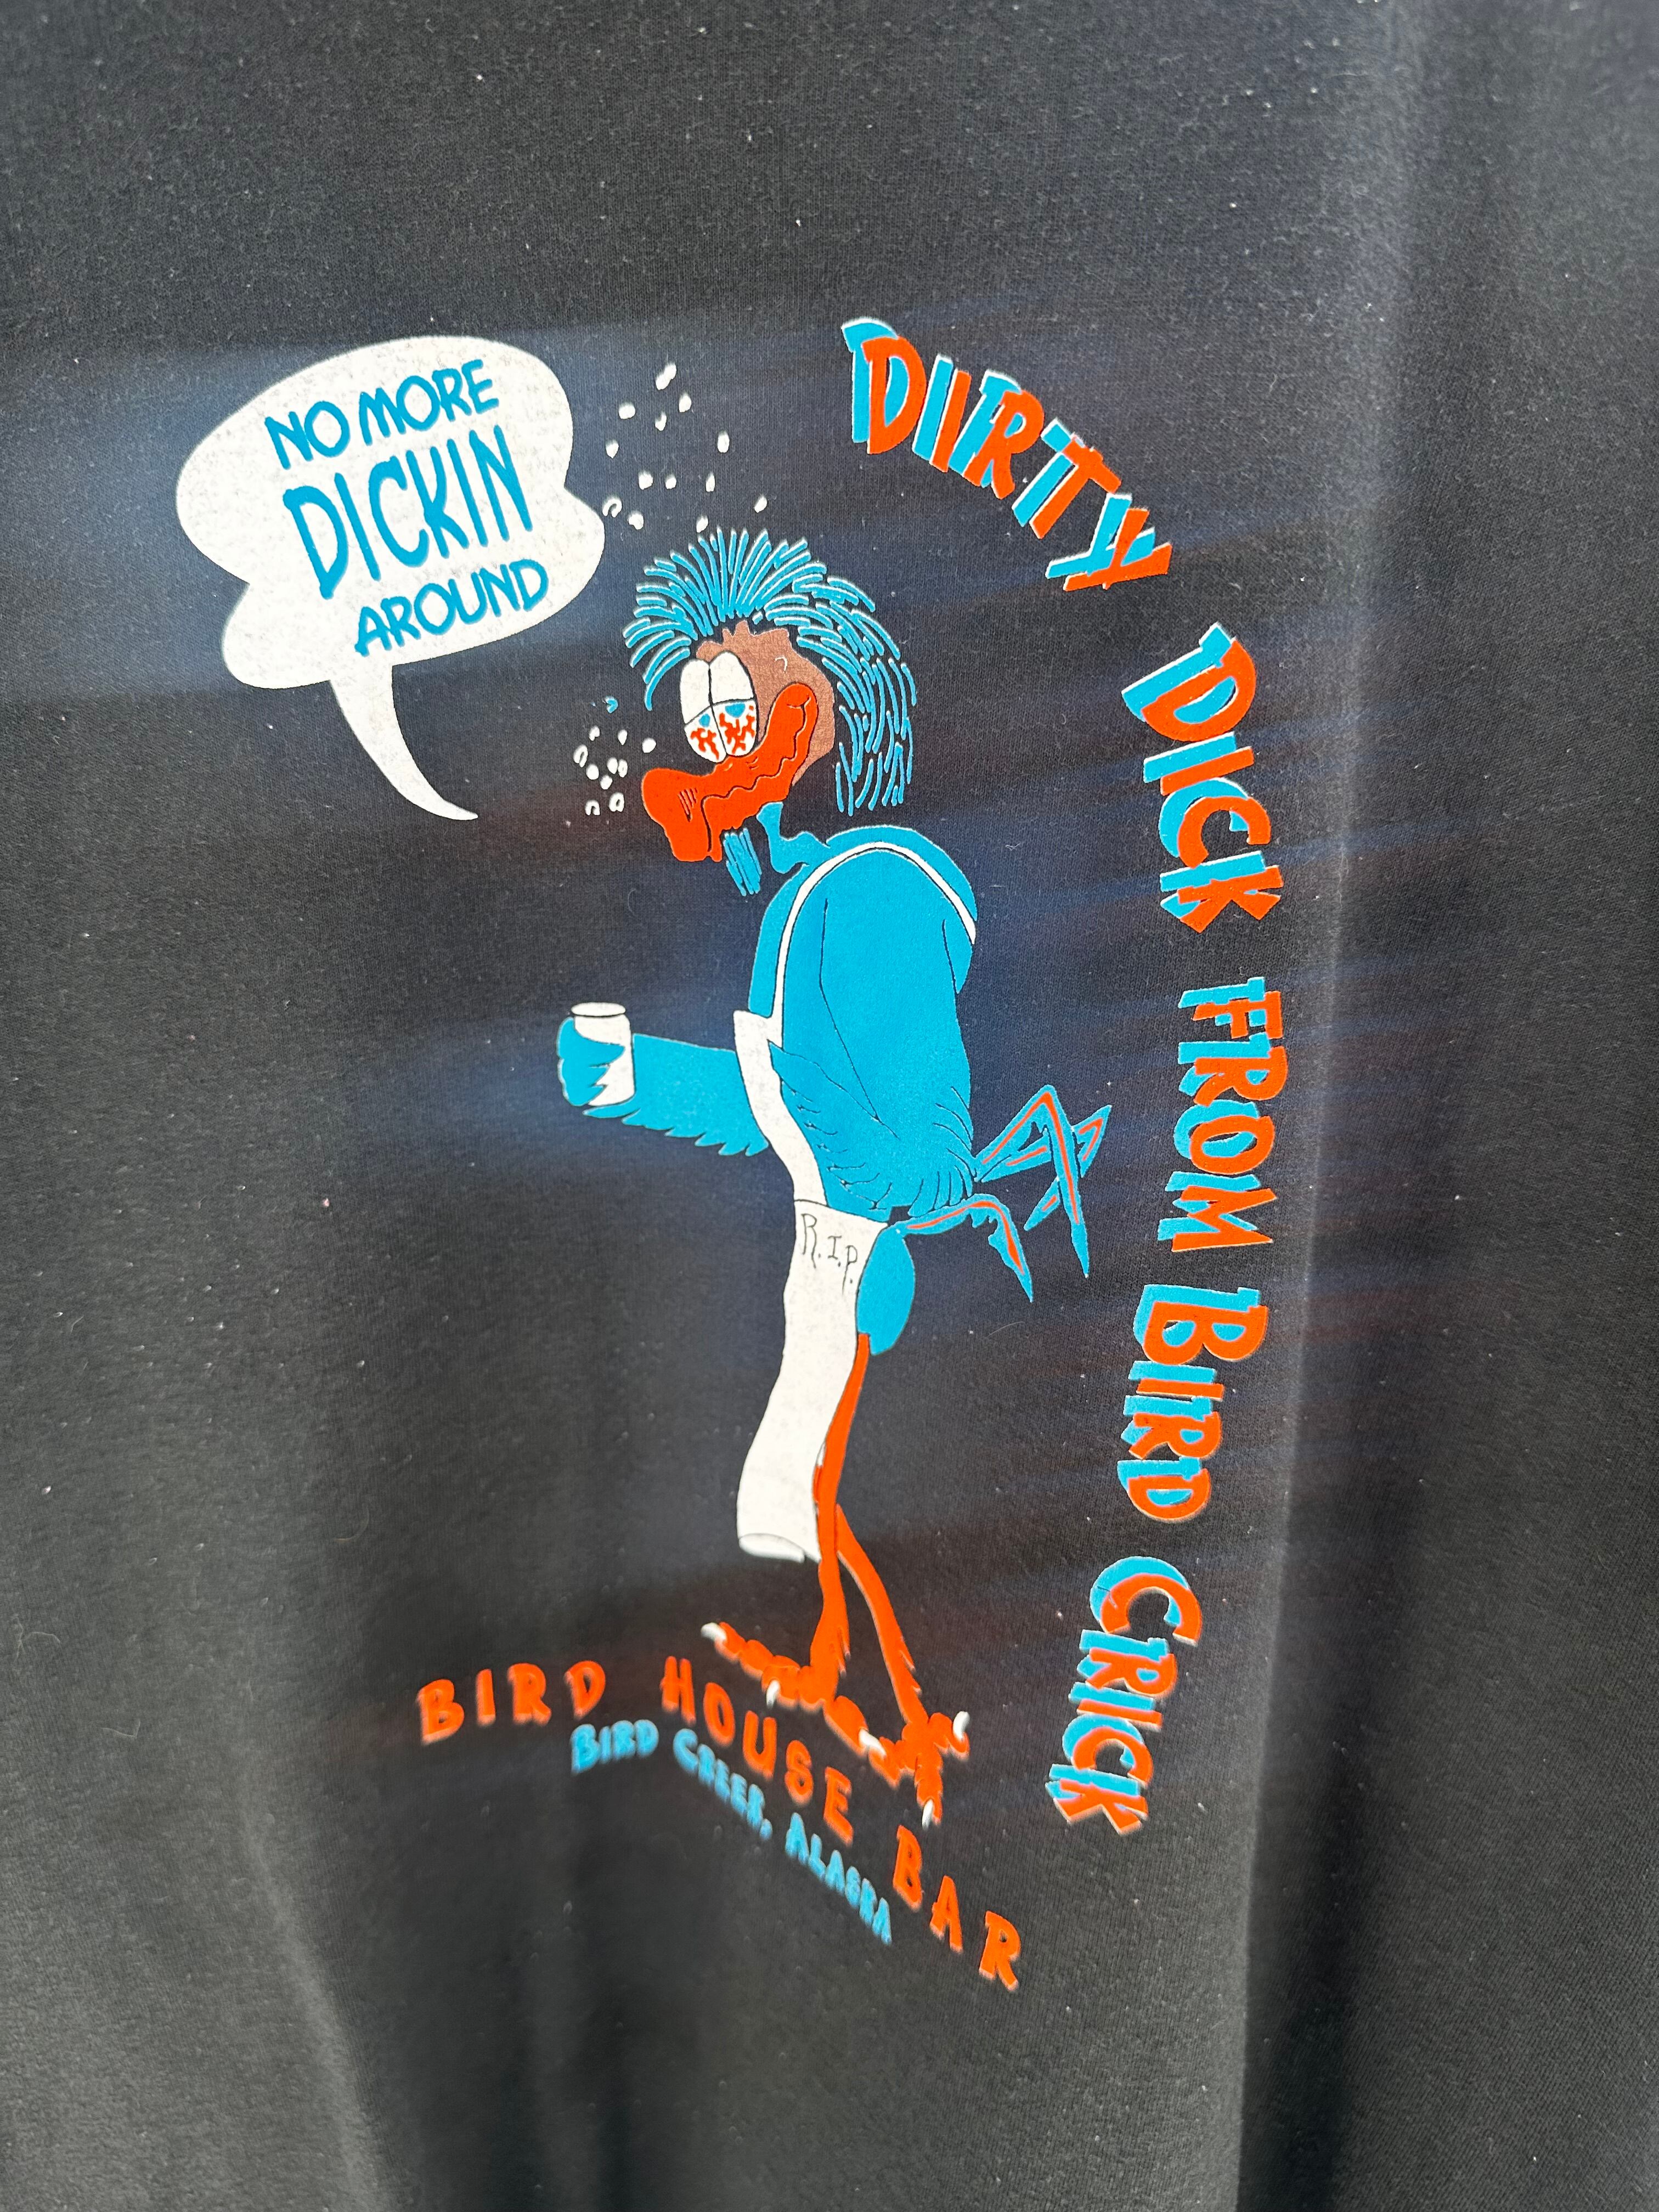 NO MORE
DICKIN
AROUND
DIRTY DICK FROM BIRD CRICK
R.I.P.
BIRD HOUSE BAR
BIRD CREEK, ALASKA